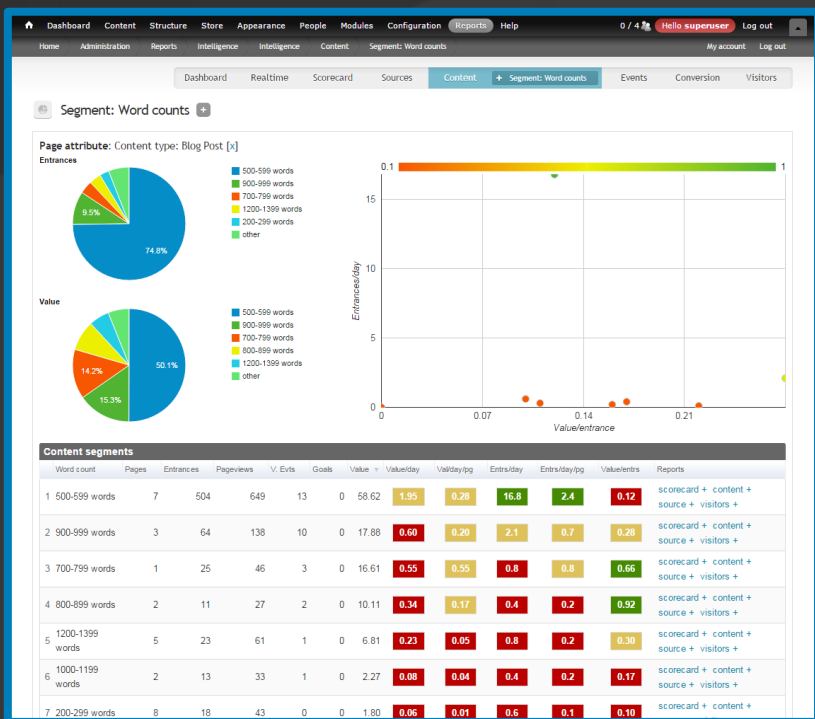 Dashboard Content Structure Store Appearance People Modules Configuration Reports Help 0 / 4 Hello superuser Log out
Home Administration Reports Intelligence Intelligence Content Segment: Word counts My account Log out
Dashboard Realtime Scorecard Sources Content + Segment: Word counts Events Conversion Visitors
Segment: Word counts +
Page attribute: Content type: Blog Post [x]
Entrances
500-599 words
900-999 words
700-799 words
1200-1399 words
200-299 words
other
9.5%
74.8%
Value
500-599 words
900-999 words
700-799 words
800-899 words
1200-1399 words
other
50.1%
14.2%
15.3%
0.1 1
15
10
5
0
Entrances/day
0 0.07 0.14 0.21
Value/entrance
Content segments
Word count Pages Entrances Pageviews V. Evts Goals Value Value/day Val/day/pg Entrs/day Entrs/day/pg Value/entrs Reports
1 500-599 words 7 504 649 13 0 58.62 1.95 0.28 16.8 2.4 0.12 scorecard + content +
source + visitors +
2 900-999 words 3 64 138 10 0 17.88 0.60 0.20 2.1 0.7 0.28 scorecard + content +
source + visitors +
3 700-799 words 1 25 46 3 0 16.61 0.55 0.55 0.8 0.8 0.66 scorecard + content +
source + visitors +
4 800-899 words 2 11 27 2 0 10.11 0.34 0.17 0.4 0.2 0.92 scorecard + content +
source + visitors +
5 1200-1399 words 5 23 61 1 0 6.81 0.23 0.05 0.8 0.2 0.30 scorecard + content +
source + visitors +
6 1000-1199 words 2 13 33 1 0 2.27 0.08 0.04 0.4 0.2 0.17 scorecard + content +
source + visitors +
7 200-299 words 8 18 43 0 0 1.80 0.06 0.01 0.6 0.1 0.10 scorecard + content +